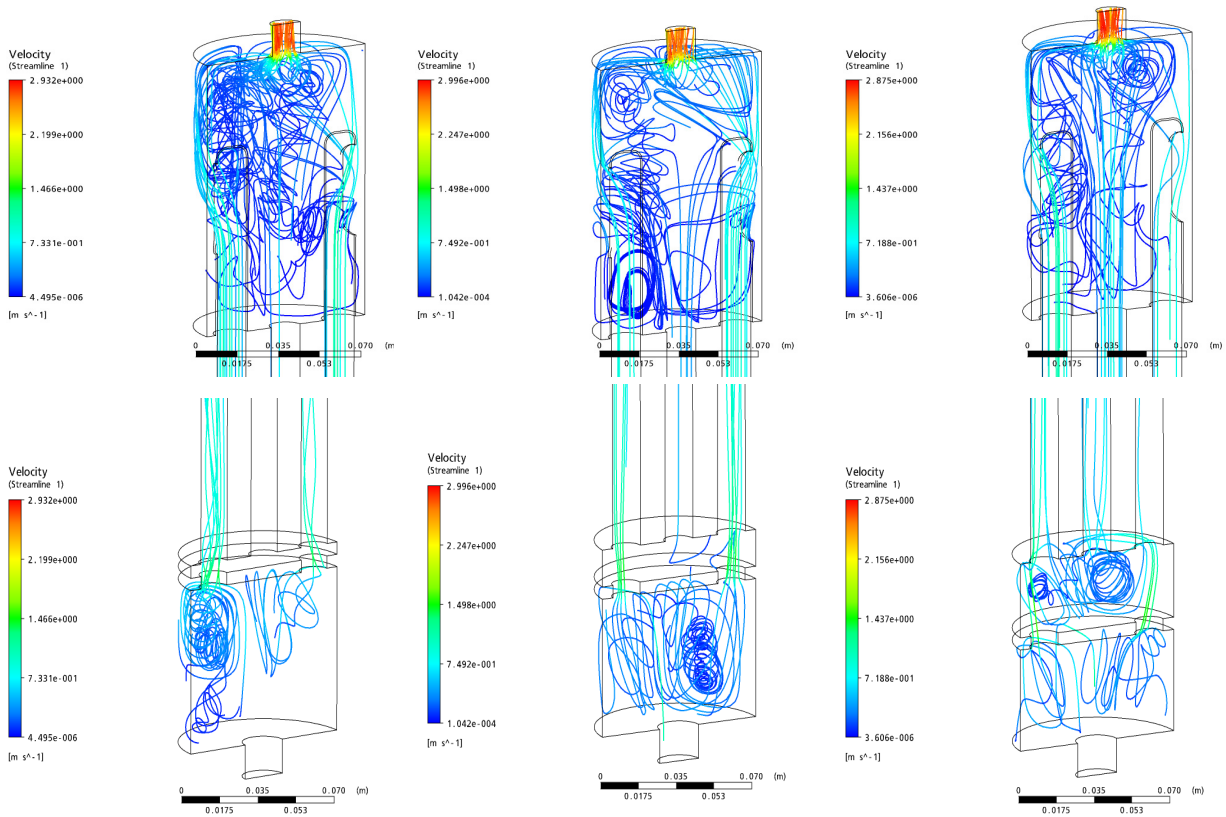 Velocity
(Streamline 1)
2.932e+000
2.199e+000
1.466e+000
7.331e-001
4.495e-006
[m s^-1]
0 0.035 0.070 (m)
0.0175 0.053
Velocity
(Streamline 1)
2.996e+000
2.247e+000
1.498e+000
7.492e-001
1.042e-004
[m s^-1]
0 0.035 0.070 (m)
0.0175 0.053
Velocity
(Streamline 1)
2.875e+000
2.156e+000
1.437e+000
7.188e-001
3.606e-006
[m s^-1]
0 0.035 0.070 (m)
0.0175 0.053
Velocity
(Streamline 1)
2.932e+000
2.199e+000
1.466e+000
7.331e-001
4.495e-006
[m s^-1]
0 0.035 0.070 (m)
0.0175 0.053
Velocity
(Streamline 1)
2.996e+000
2.247e+000
1.498e+000
7.492e-001
1.042e-004
[m s^-1]
0 0.035 0.070 (m)
0.0175 0.053
Velocity
(Streamline 1)
2.875e+000
2.156e+000
1.437e+000
7.188e-001
3.606e-006
[m s^-1]
0 0.035 0.070 (m)
0.0175 0.053